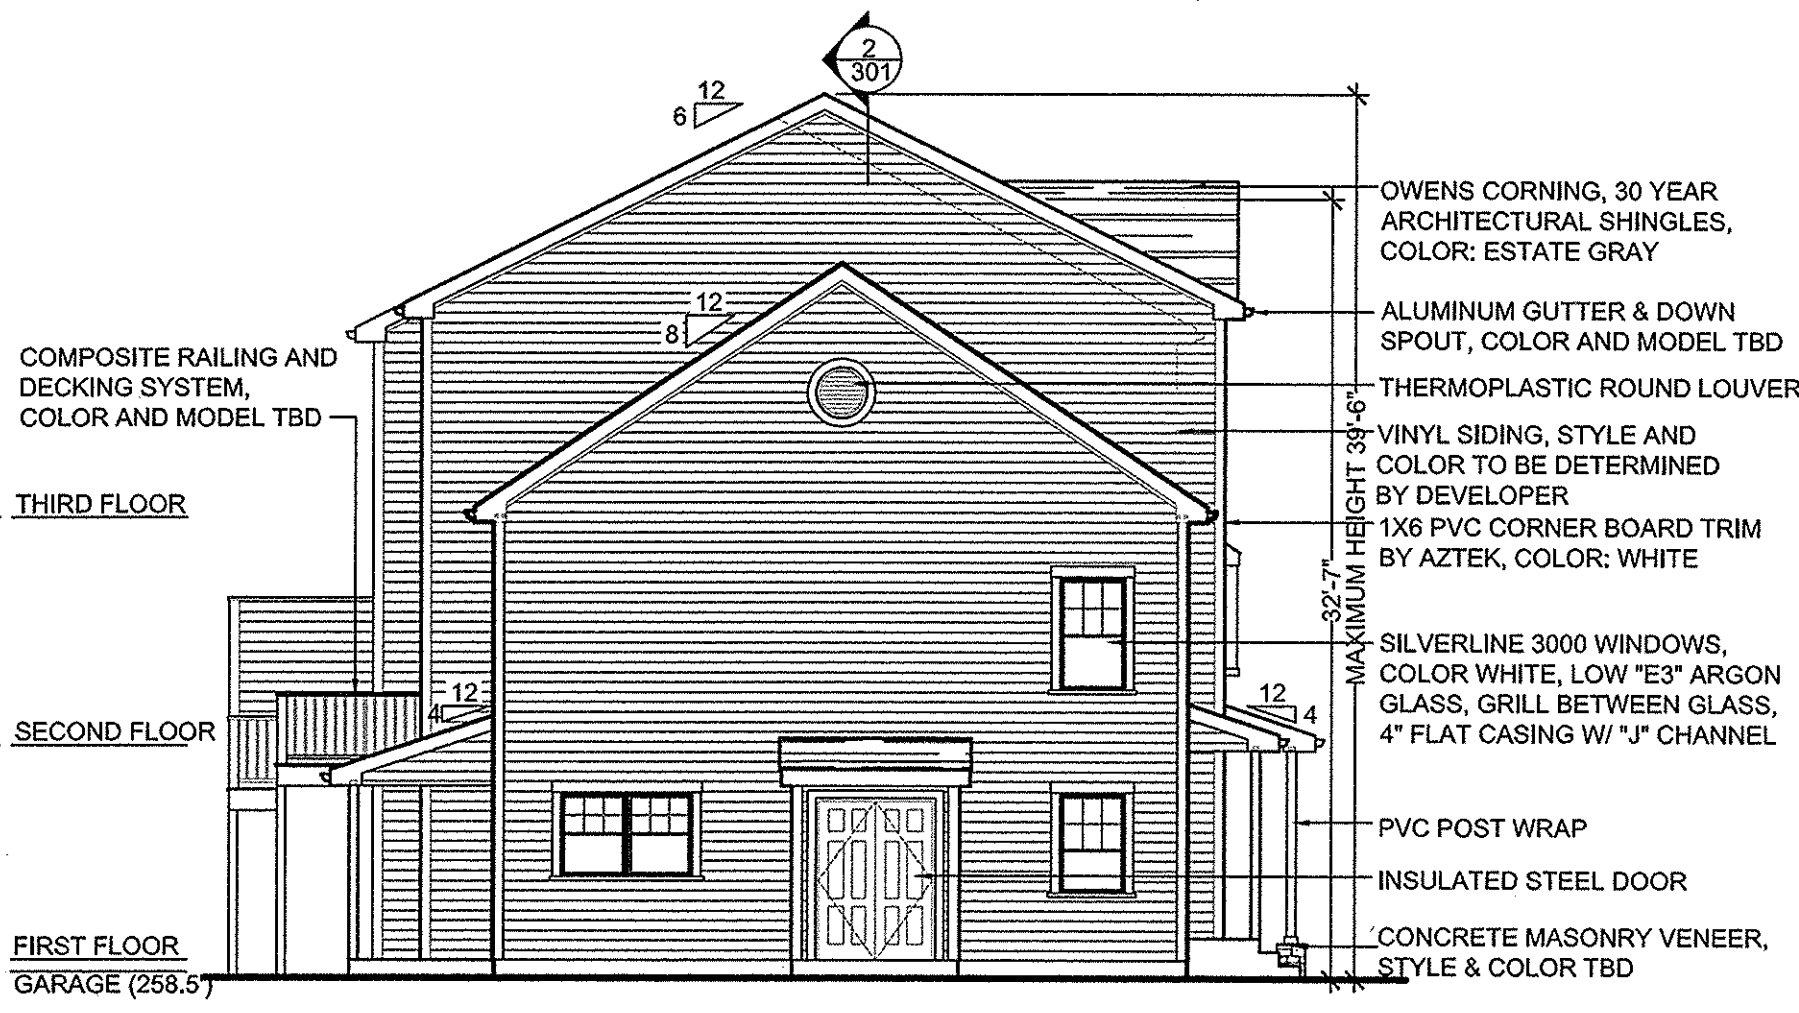 2
301
12
6
OWENS CORNING, 30 YEAR
ARCHITECTURAL SHINGLES,
COLOR: ESTATE GRAY
12
8
ALUMINUM GUTTER & DOWN
SPOUT, COLOR AND MODEL TBD
COMPOSITE RAILING AND
DECKING SYSTEM,
COLOR AND MODEL TBD
THERMOPLASTIC ROUND LOUVER
VINYL SIDING, STYLE AND
COLOR TO BE DETERMINED
BY DEVELOPER
THIRD FLOOR
1X6 PVC CORNER BOARD TRIM
BY AZTEK, COLOR: WHITE
32'-7"
MAXIMUM HEIGHT 39'-6"
SILVERLINE 3000 WINDOWS,
COLOR WHITE, LOW "E3" ARGON
GLASS, GRILL BETWEEN GLASS,
4" FLAT CASING W/ "J" CHANNEL
12
4
12
4
SECOND FLOOR
PVC POST WRAP
INSULATED STEEL DOOR
FIRST FLOOR
GARAGE (258.5')
CONCRETE MASONRY VENEER,
STYLE & COLOR TBD